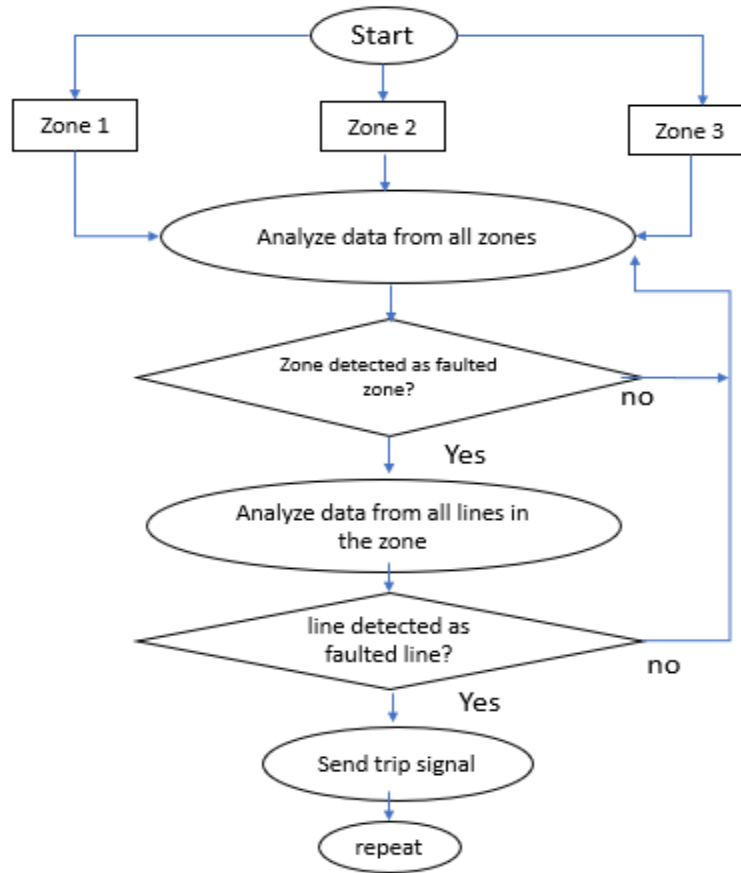 Start
Zone 1
Zone 2
Zone 3
Analyze data from all zones
Zone detected as faulted
zone?
no
Yes
Analyze data from all lines in
the zone
line detected as
faulted line?
no
Yes
Send trip signal
repeat